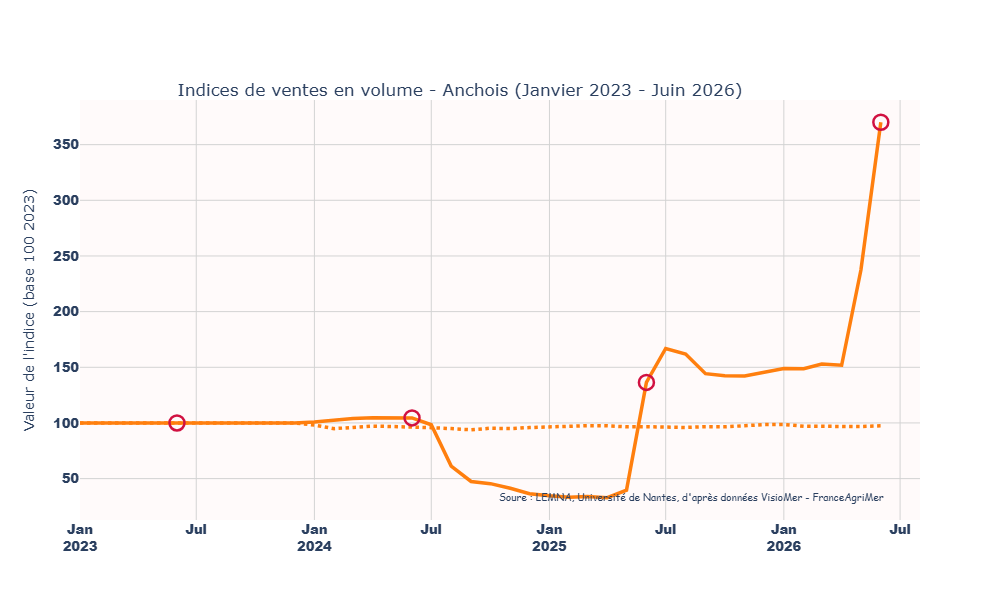 Indices de ventes en volume - Anchois (Janvier 2023 - Juin 2026)
Valeur de l'indice (base 100 2023)
350
300
250
200
150
100
50
Soure : LEMNA, Université de Nantes, d'après données VisioMer - FranceAgriMer
Jan Jul Jan Jul Jan Jul Jan Jul
2023 2024 2025 2026